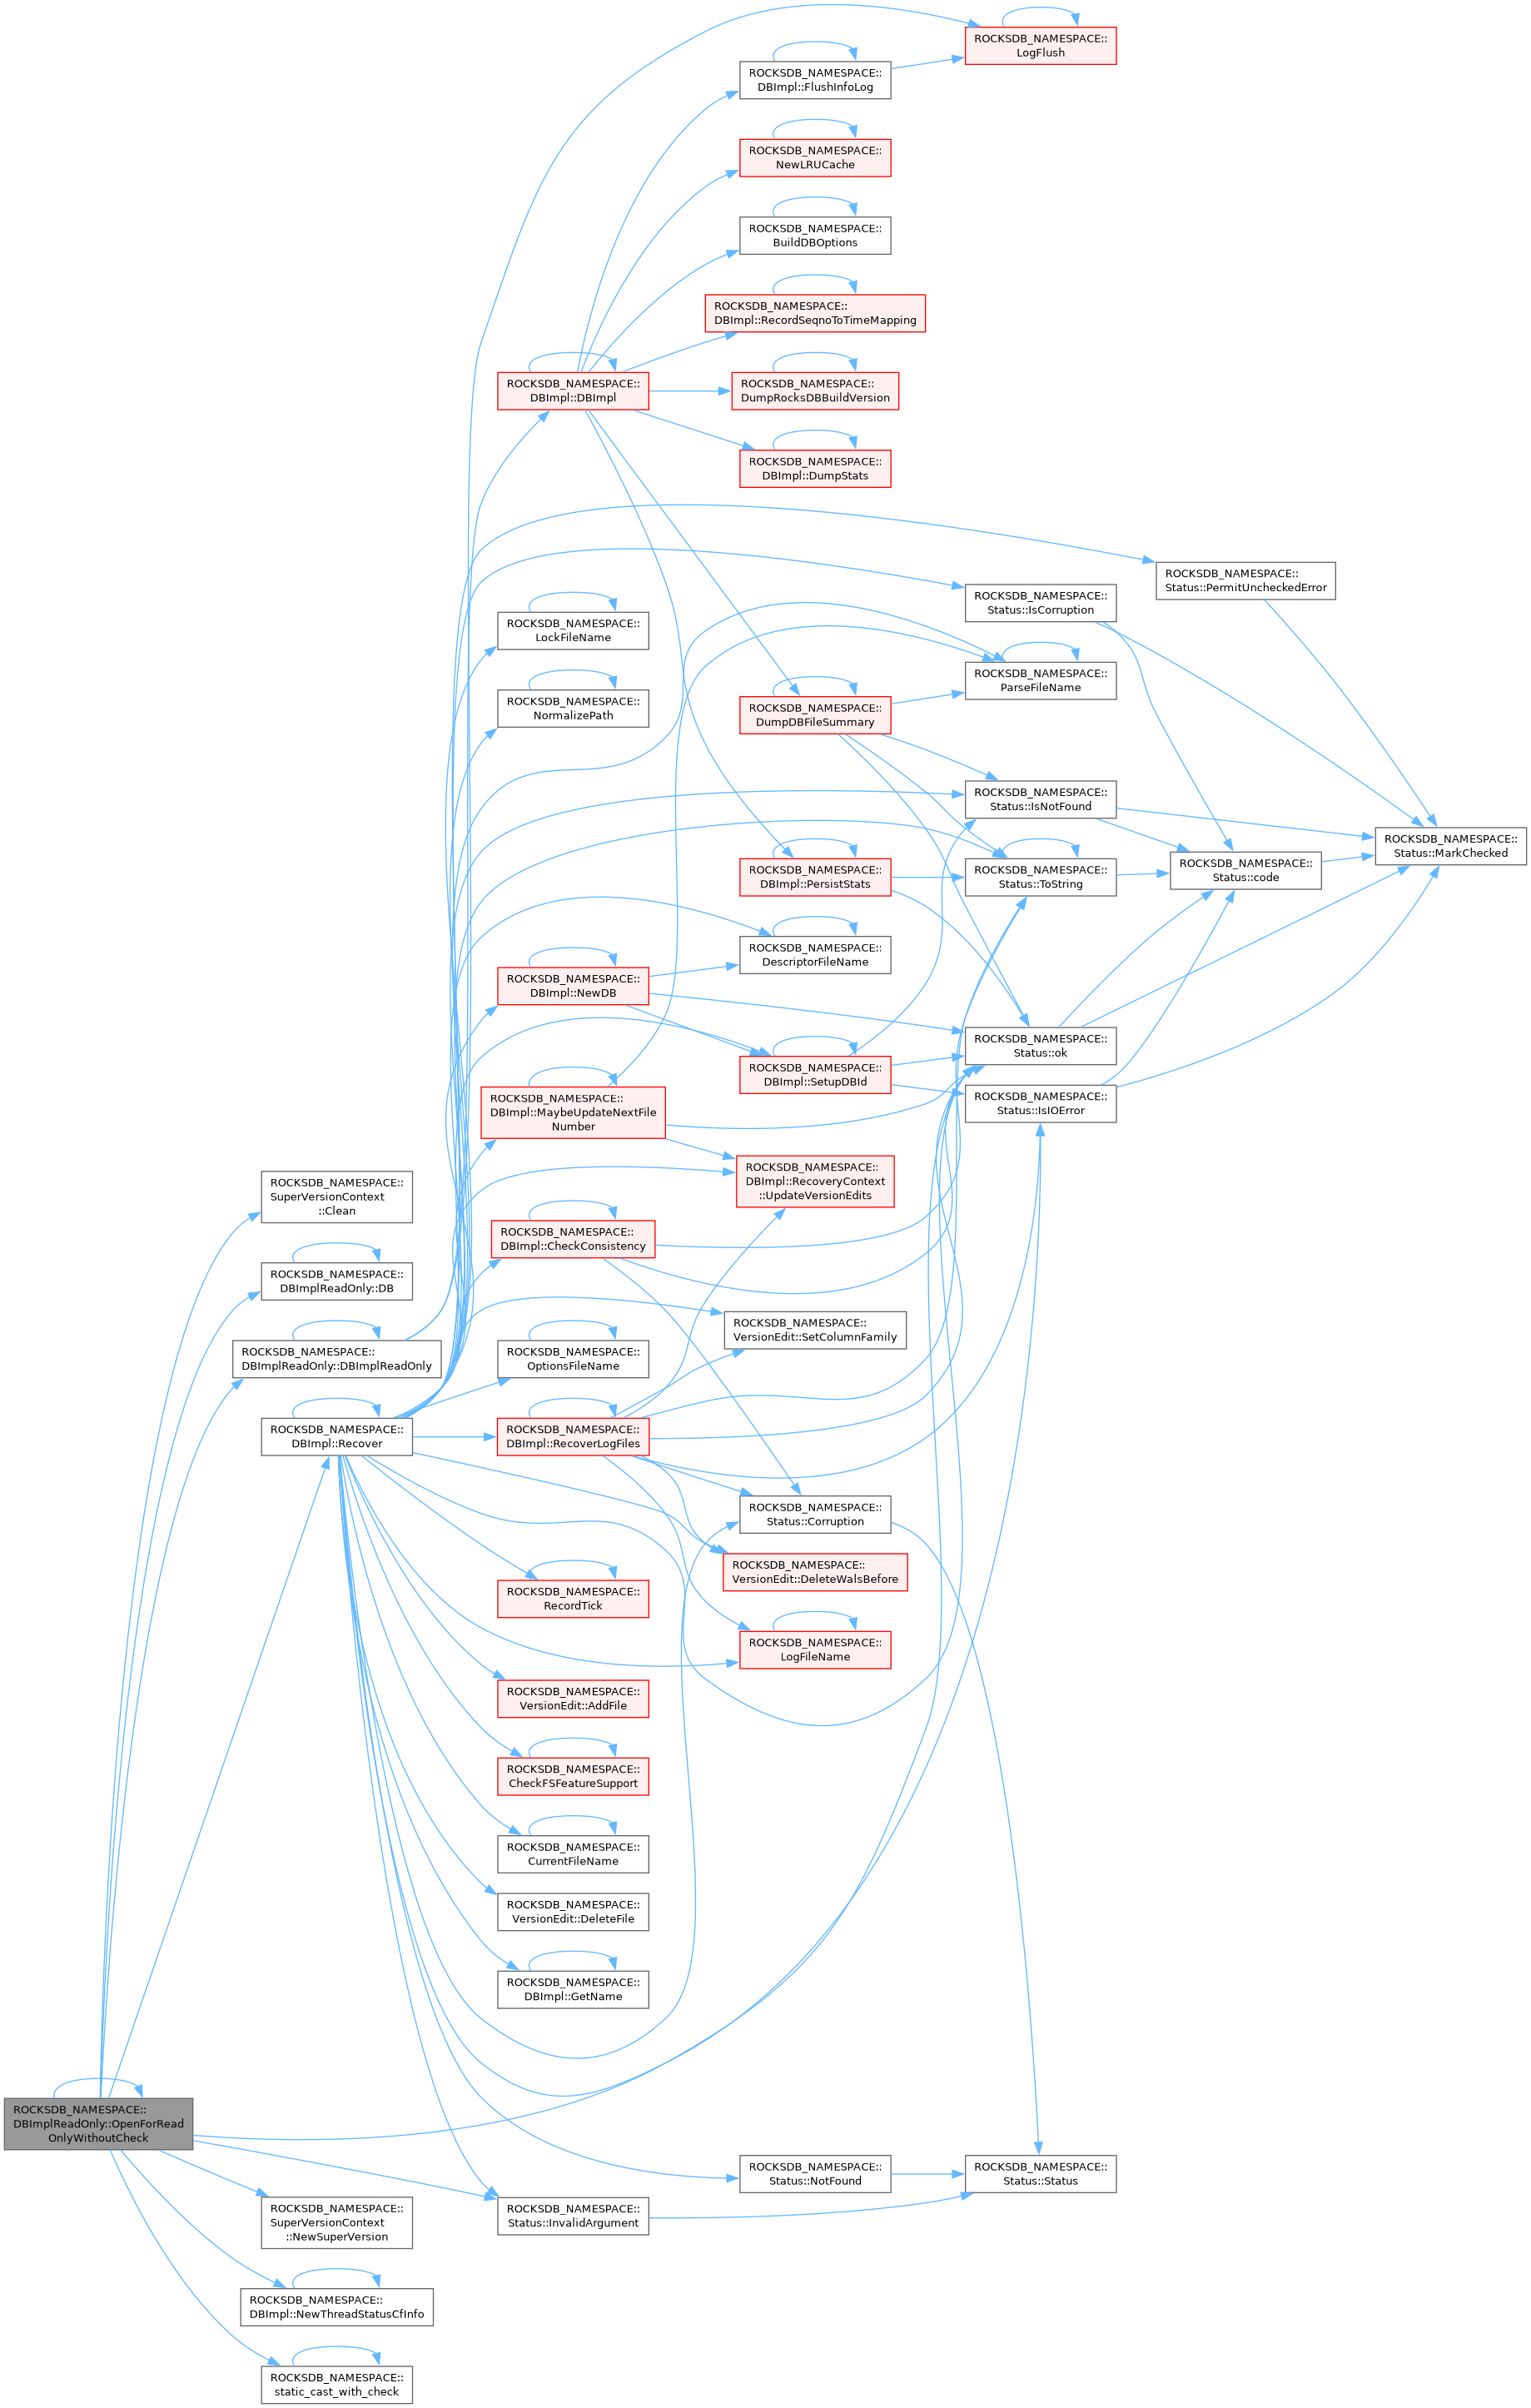 ROCKSDB_NAMESPACE::
LogFlush
ROCKSDB_NAMESPACE::
DBImpl::FlushInfoLog
ROCKSDB_NAMESPACE::
NewLRUCache
ROCKSDB_NAMESPACE::
BuildDBOptions
ROCKSDB_NAMESPACE::
DBImpl::RecordSeqnoToTimeMapping
ROCKSDB_NAMESPACE::
DBImpl::DBImpl
ROCKSDB_NAMESPACE::
DumpRocksDBBuildVersion
ROCKSDB_NAMESPACE::
DBImpl::DumpStats
ROCKSDB_NAMESPACE::
Status::PermitUncheckedError
ROCKSDB_NAMESPACE::
Status::IsCorruption
ROCKSDB_NAMESPACE::
LockFileName
ROCKSDB_NAMESPACE::
ParseFileName
ROCKSDB_NAMESPACE::
NormalizePath
ROCKSDB_NAMESPACE::
DumpDBFileSummary
ROCKSDB_NAMESPACE::
Status::IsNotFound
ROCKSDB_NAMESPACE::
Status::MarkChecked
ROCKSDB_NAMESPACE::
DBImpl::PersistStats
ROCKSDB_NAMESPACE::
Status::ToString
ROCKSDB_NAMESPACE::
Status::code
ROCKSDB_NAMESPACE::
DescriptorFileName
ROCKSDB_NAMESPACE::
DBImpl::NewDB
ROCKSDB_NAMESPACE::
Status::ok
ROCKSDB_NAMESPACE::
DBImpl::SetupDBId
ROCKSDB_NAMESPACE::
DBImpl::MaybeUpdateNextFile
Number
ROCKSDB_NAMESPACE::
Status::IsIOError
ROCKSDB_NAMESPACE::
DBImpl::RecoveryContext
::UpdateVersionEdits
ROCKSDB_NAMESPACE::
SuperVersionContext
::Clean
ROCKSDB_NAMESPACE::
DBImpl::CheckConsistency
ROCKSDB_NAMESPACE::
DBImplReadOnly::DB
ROCKSDB_NAMESPACE::
VersionEdit::SetColumnFamily
ROCKSDB_NAMESPACE::
DBImplReadOnly::DBImplReadOnly
ROCKSDB_NAMESPACE::
OptionsFileName
ROCKSDB_NAMESPACE::
DBImpl::Recover
ROCKSDB_NAMESPACE::
DBImpl::RecoverLogFiles
ROCKSDB_NAMESPACE::
Status::Corruption
ROCKSDB_NAMESPACE::
VersionEdit::DeleteWalsBefore
ROCKSDB_NAMESPACE::
RecordTick
ROCKSDB_NAMESPACE::
LogFileName
ROCKSDB_NAMESPACE::
VersionEdit::AddFile
ROCKSDB_NAMESPACE::
CheckFSFeatureSupport
ROCKSDB_NAMESPACE::
CurrentFileName
ROCKSDB_NAMESPACE::
VersionEdit::DeleteFile
ROCKSDB_NAMESPACE::
DBImpl::GetName
ROCKSDB_NAMESPACE::
DBImplReadOnly::OpenForRead
OnlyWithoutCheck
ROCKSDB_NAMESPACE::
Status::NotFound
ROCKSDB_NAMESPACE::
Status::Status
ROCKSDB_NAMESPACE::
SuperVersionContext
::NewSuperVersion
ROCKSDB_NAMESPACE::
Status::InvalidArgument
ROCKSDB_NAMESPACE::
DBImpl::NewThreadStatusCfInfo
ROCKSDB_NAMESPACE::
static_cast_with_check